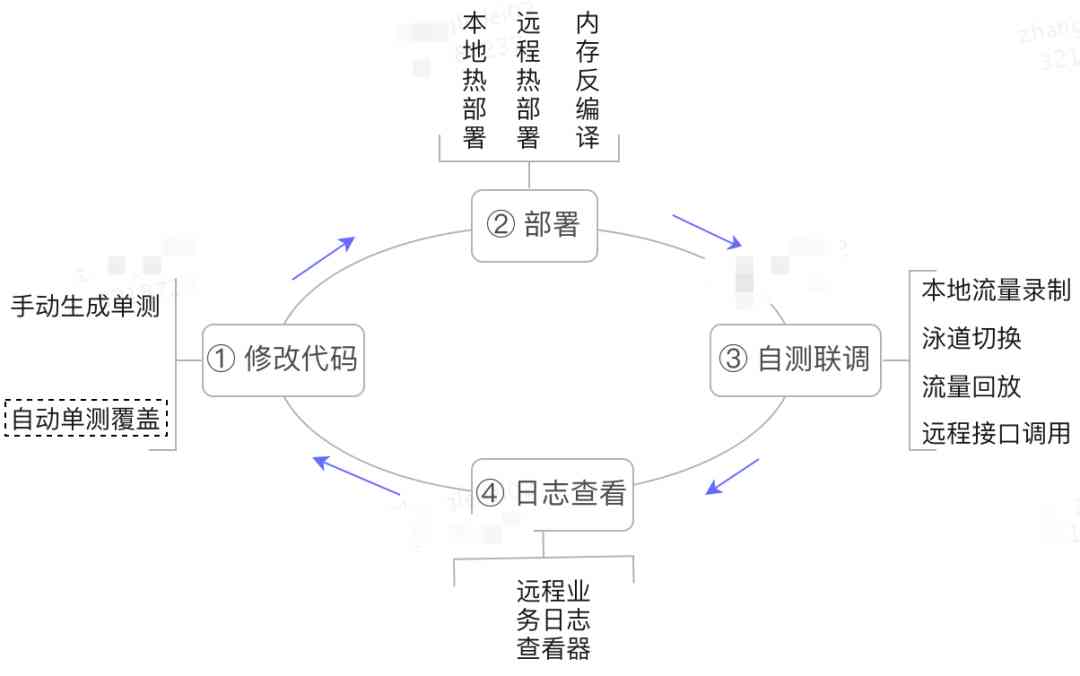 本地热部署
远程热部署
内存反编译
② 部署
手动生成单测
自动单测覆盖
① 修改代码
③ 自测联调
本地流量录制
泳道切换
流量回放
远程接口调用
④ 日志查看
远程业
务日志
查看器